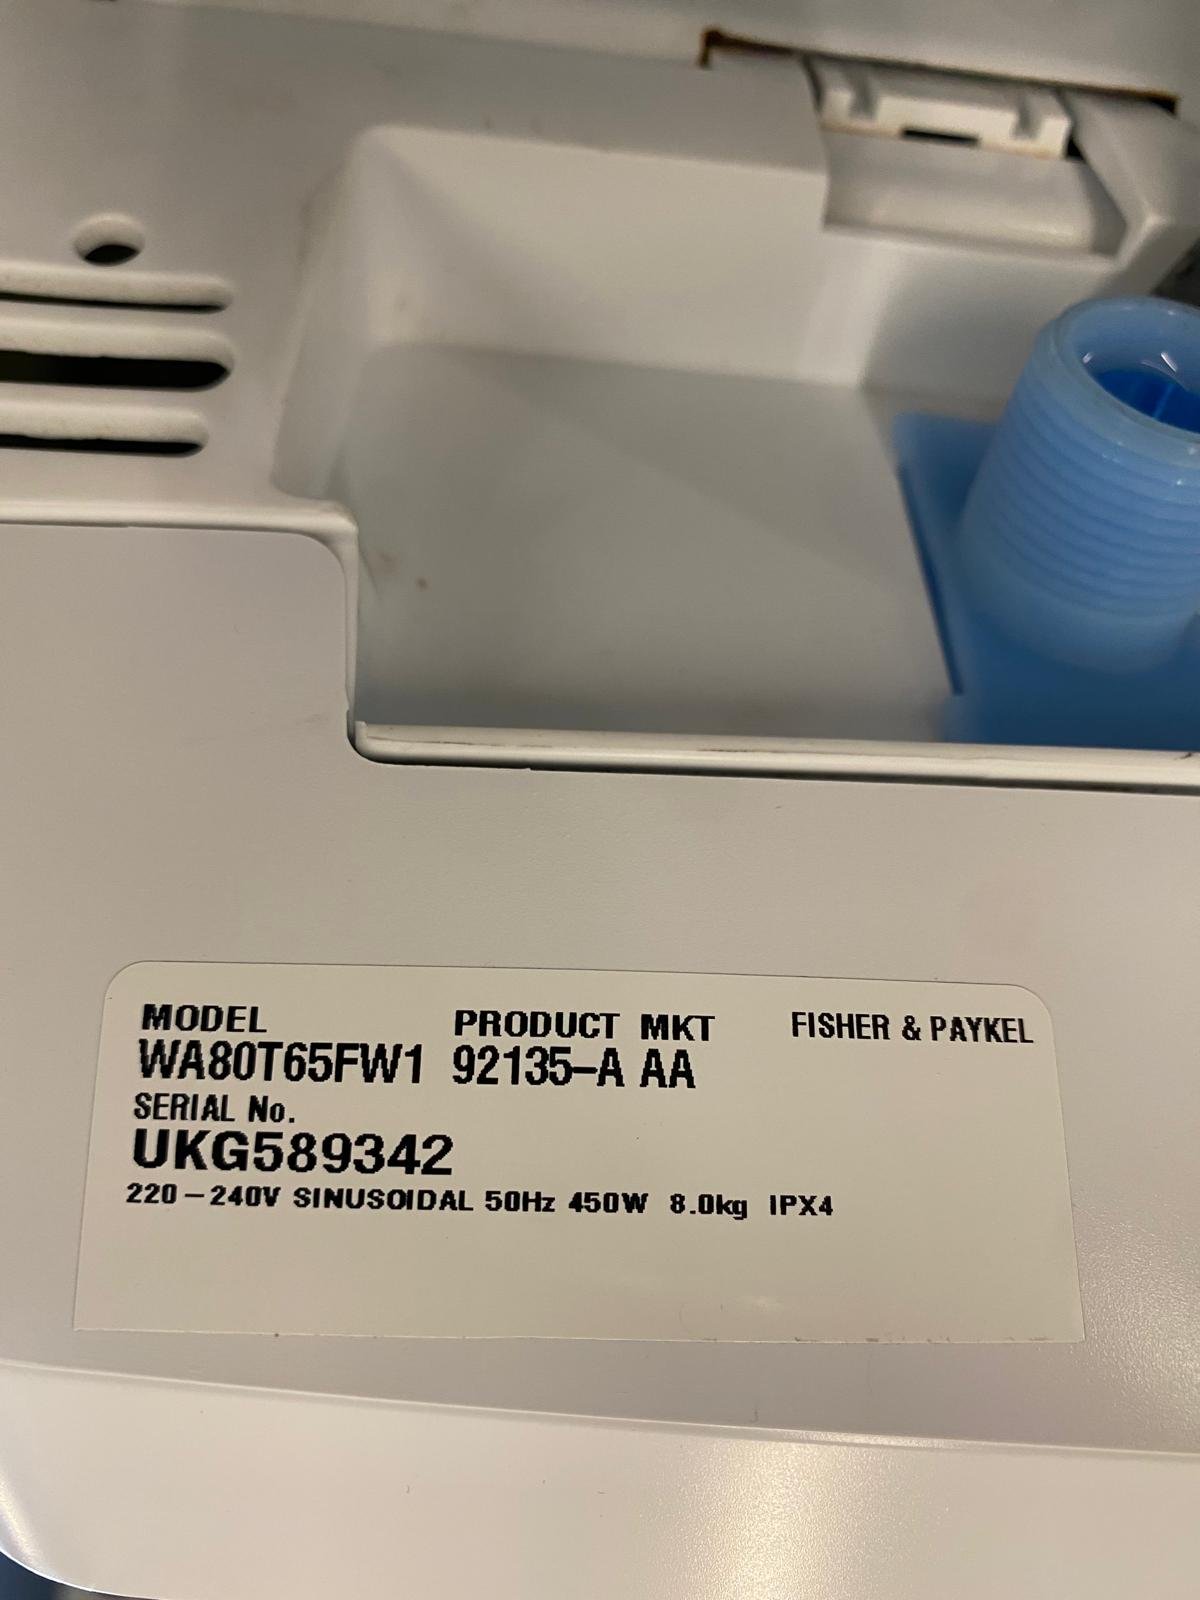 MODEL PRODUCT MKT FISHER & PAYKEL
WA80T65FW1 92135-A AA
SERIAL No.
UKG589342
220-240V SINUSOIDAL 50Hz 450W 8.0kg IPX4